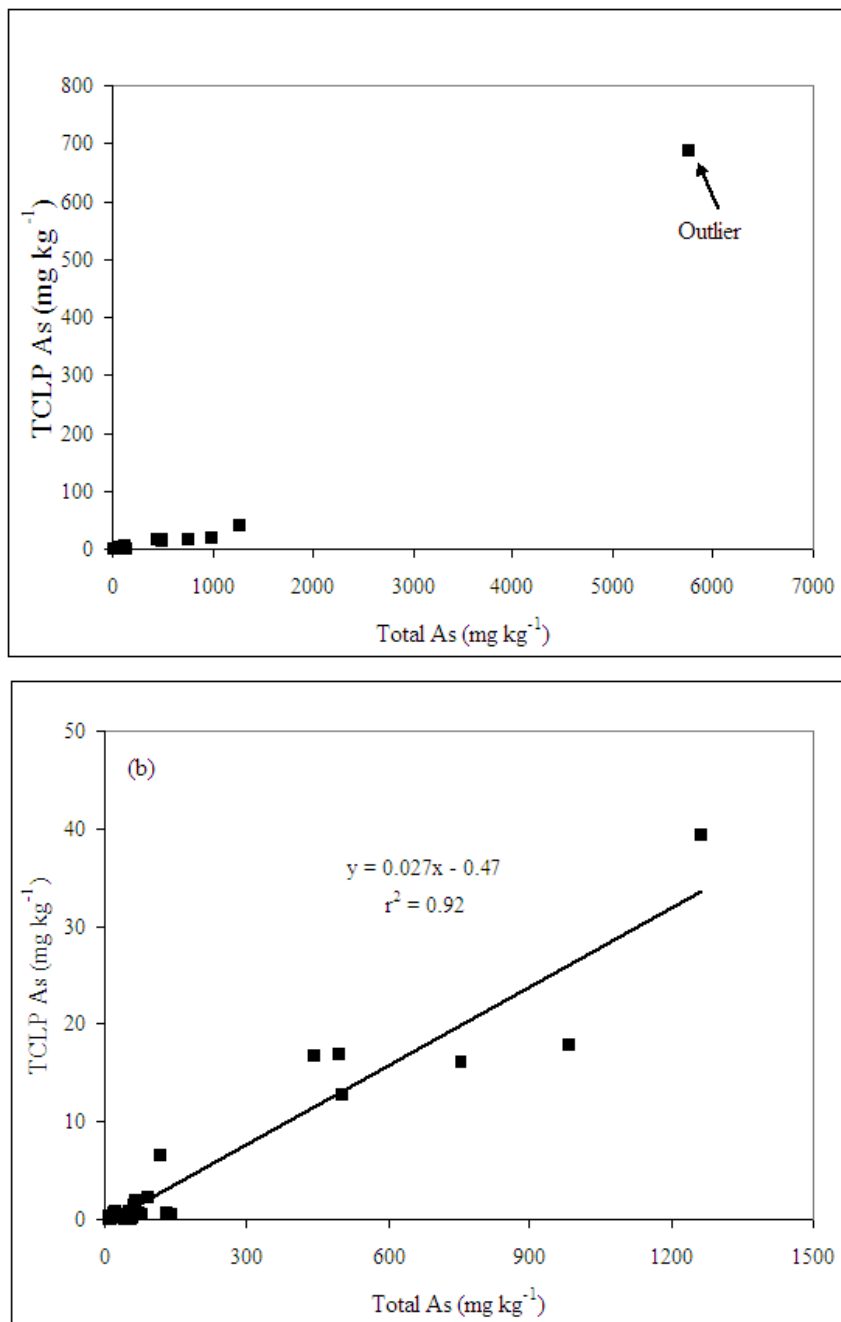 800
700
600
500
400
300
200
100
0
TCLP As (mg kg⁻¹)
Outlier
0 1000 2000 3000 4000 5000 6000 7000
Total As (mg kg⁻¹)
50
40
30
20
10
0
TCLP As (mg kg⁻¹)
(b)
y = 0.027x - 0.47
r² = 0.92
0 300 600 900 1200 1500
Total As (mg kg⁻¹)